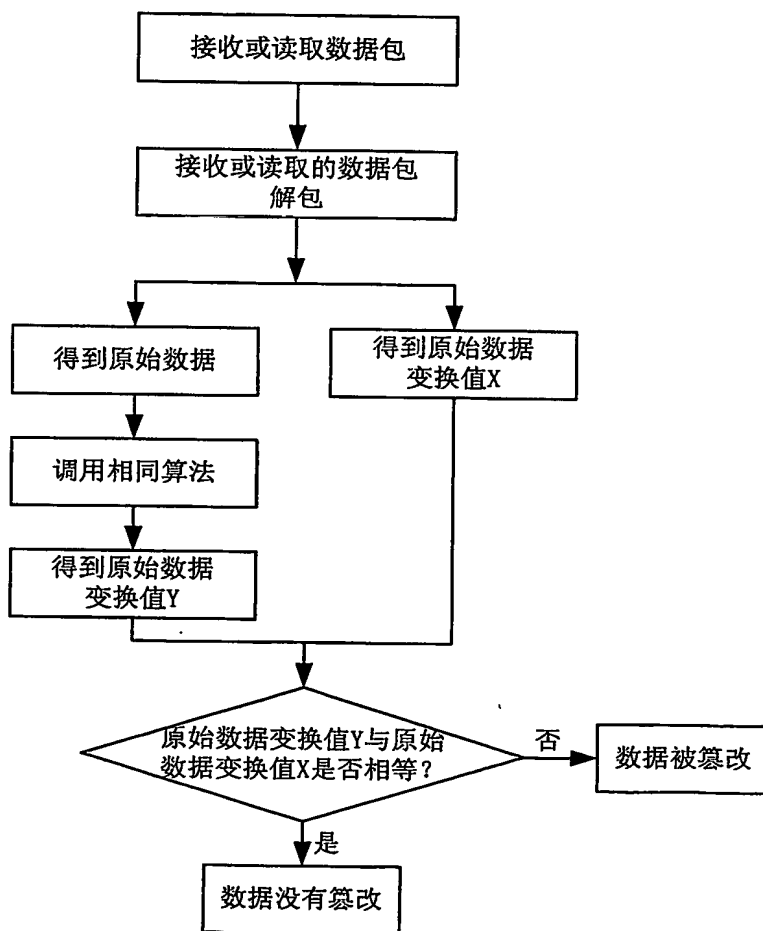 接收或读取数据包
接收或读取的数据包
解包
得到原始数据
得到原始数据
变换值X
调用相同算法
得到原始数据
变换值Y
原始数据变换值Y与原始
数据变换值X是否相等？
否
数据被篡改
是
数据没有篡改